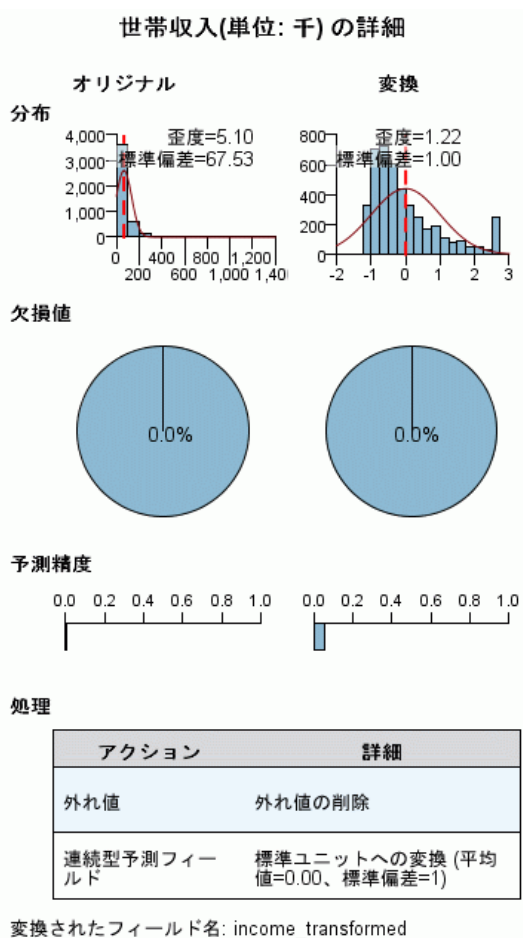 世帯収入(単位: 千) の詳細
オリジナル
変換
分布
歪度=5.10
標準偏差=67.53
4,000
3,000
2,000
1,000
0
0 400 800 1,200
200 600 1,000 1,40
歪度=1.22
標準偏差=1.00
800
600
400
200
0
-2 -1 0 1 2 3
欠損値
0.0%
0.0%
予測精度
0.0 0.2 0.4 0.6 0.8 1.0
0.0 0.2 0.4 0.6 0.8 1.0
処理
アクション 詳細
外れ値 外れ値の削除
連続型予測フィー 標準ユニットへの変換 (平均
ルド 値=0.00、標準偏差=1)
変換されたフィールド名: income_transformed